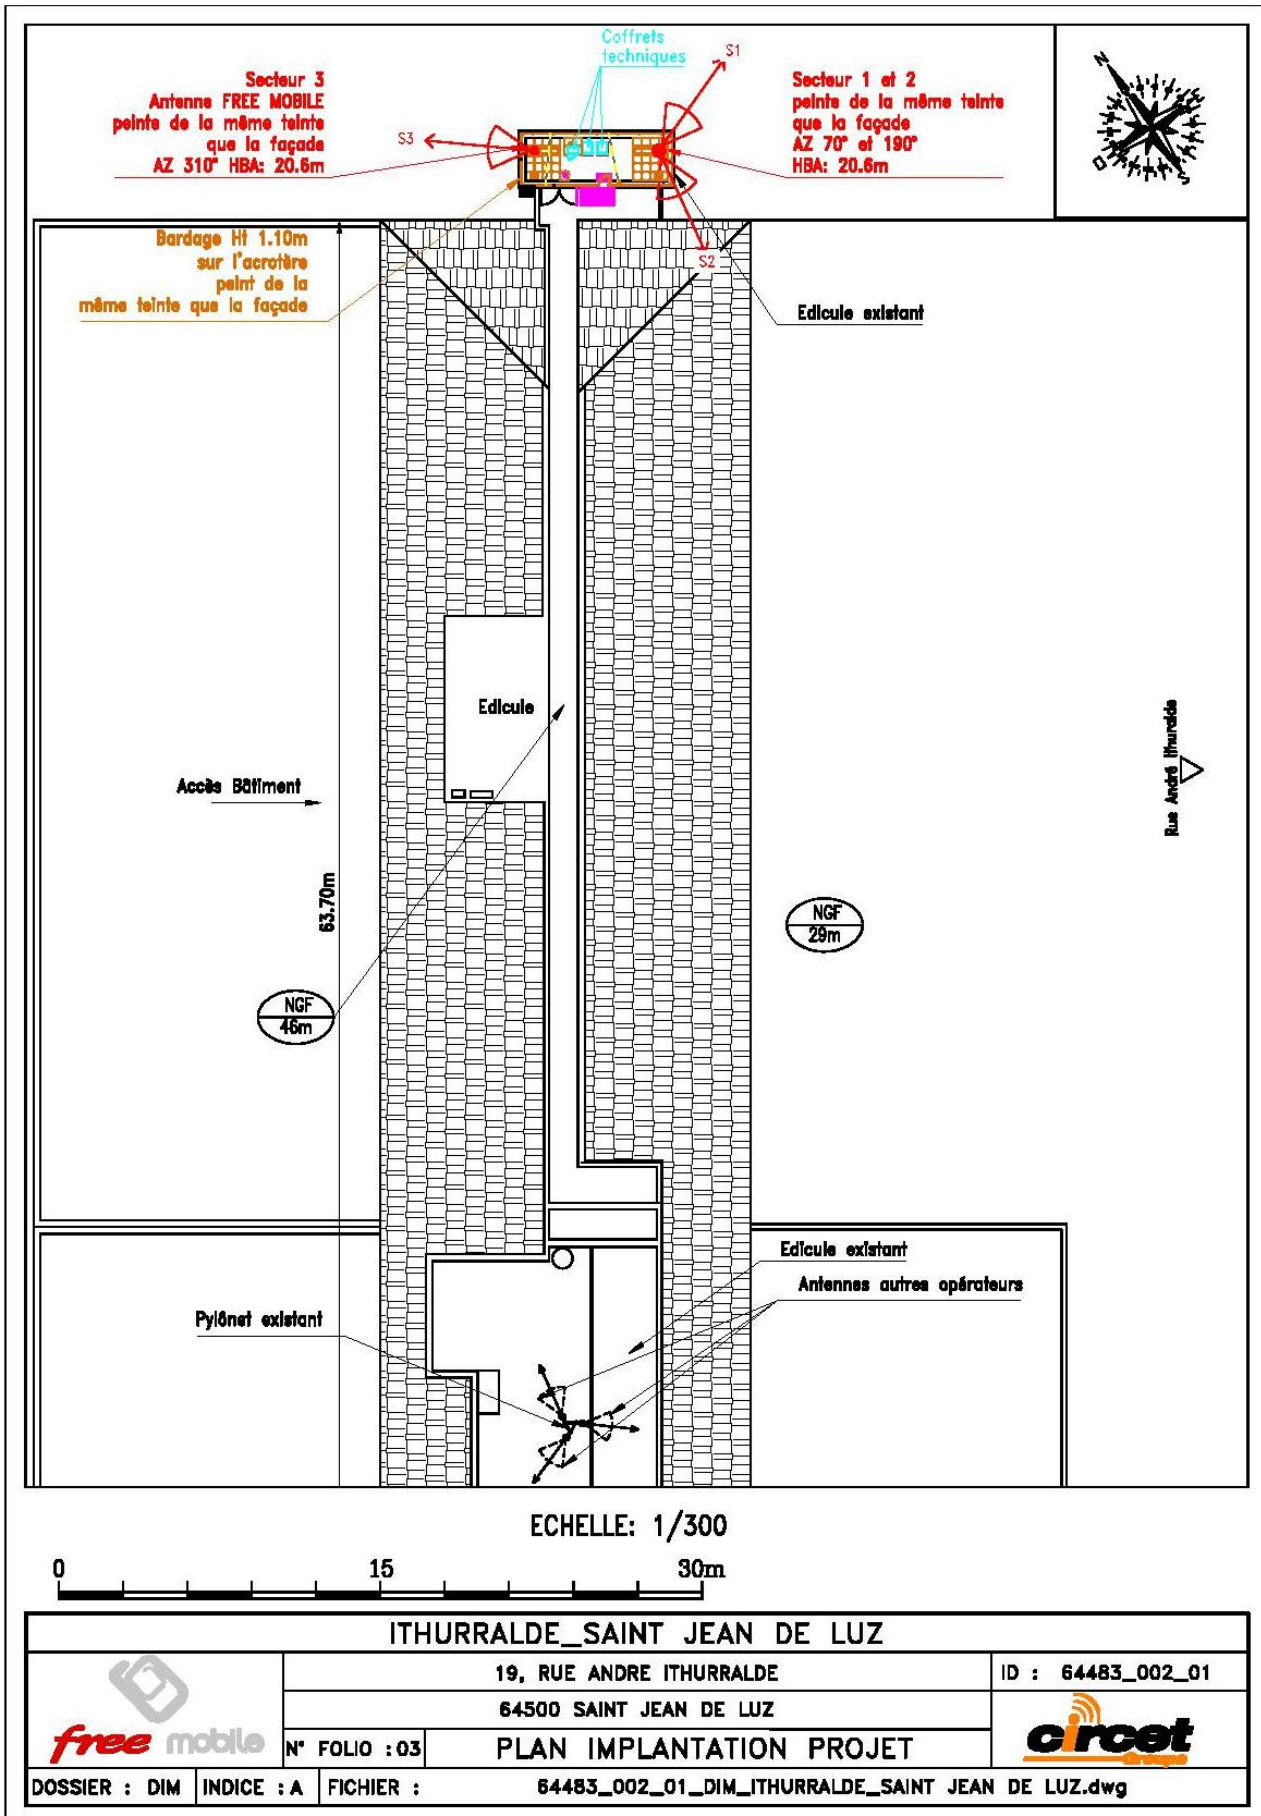 Coffrets
techniques
S1
Secteur 3
Antenne FREE MOBILE
peinte de la même teinte
que la façade
AZ 310° HBA: 20.6m
S3
Secteur 1 et 2
peinte de la même teinte
que la façade
AZ 70° et 190°
HBA: 20.6m
N
O
S
Bardage Ht 1.10m
sur l'acrotère
peint de la
même teinte que la façade
S2
Edicule existant
Edicule
Accès Bâtiment
Rue André Ithuralde
63.70m
NGF
29m
NGF
46m
Edicule existant
Antennes autres opérateurs
Pylônet existant
ECHELLE: 1/300
0 15 30m
ITHURRALDE_SAINT JEAN DE LUZ
19, RUE ANDRE ITHURRALDE
ID : 64483_002_01
64500 SAINT JEAN DE LUZ
free mobile
N° FOLIO :03
PLAN IMPLANTATION PROJET
circet
Groupe
DOSSIER : DIM
INDICE : A
FICHIER : 64483_002_01_DIM_ITHURRALDE_SAINT JEAN DE LUZ.dwg